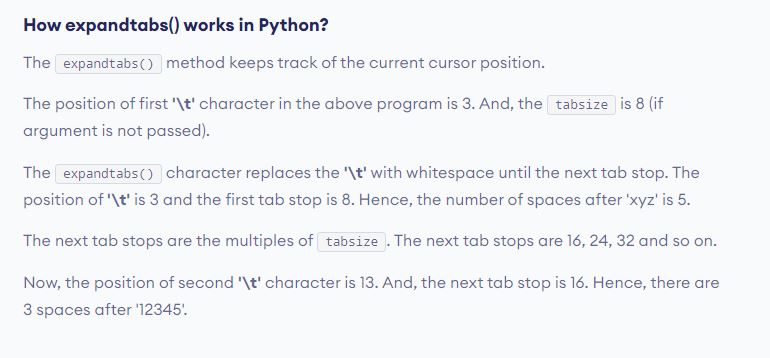 How expandtabs() works in Python?
The expandtabs() method keeps track of the current cursor position.
The position of first '\t' character in the above program is 3. And, the tabsize is 8 (if
argument is not passed).
The expandtabs() character replaces the '\t' with whitespace until the next tab stop. The
position of '\t' is 3 and the first tab stop is 8. Hence, the number of spaces after 'xyz' is 5.
The next tab stops are the multiples of tabsize. The next tab stops are 16, 24, 32 and so on.
Now, the position of second '\t' character is 13. And, the next tab stop is 16. Hence, there are
3 spaces after '12345'.